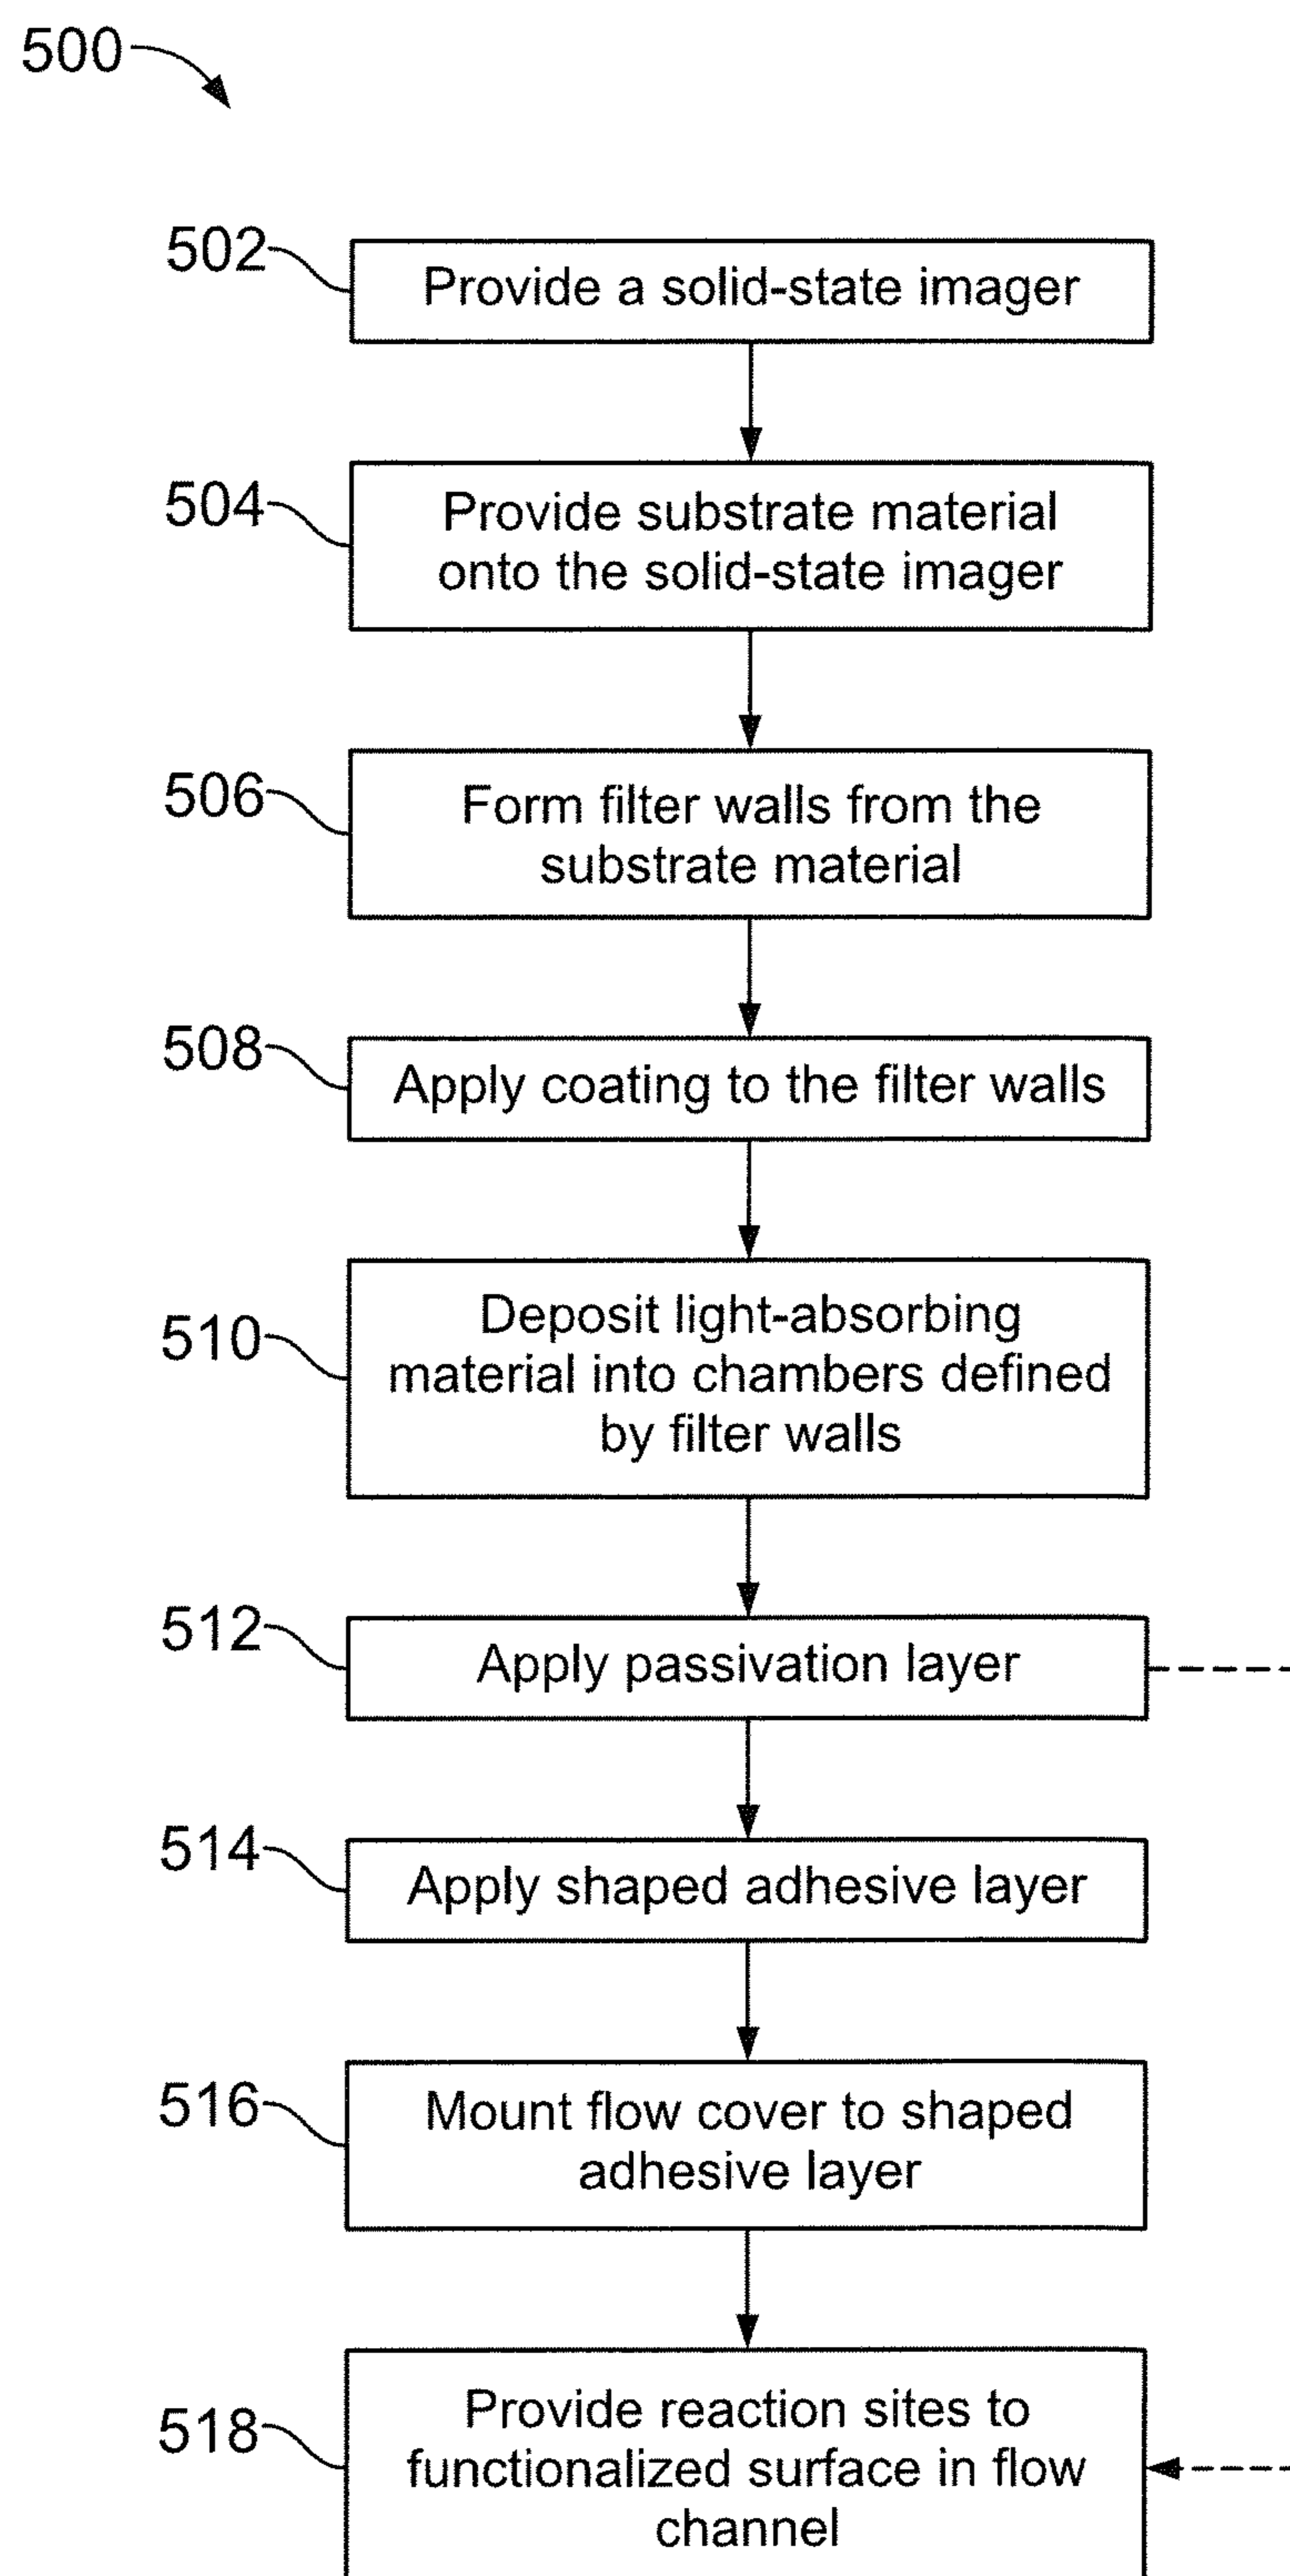 500
502
Provide a solid-state imager
504
Provide substrate material
onto the solid-state imager
506
Form filter walls from the
substrate material
508
Apply coating to the filter walls
510
Deposit light-absorbing
material into chambers defined
by filter walls
512
Apply passivation layer
514
Apply shaped adhesive layer
516
Mount flow cover to shaped
adhesive layer
518
Provide reaction sites to
functionalized surface in flow
channel